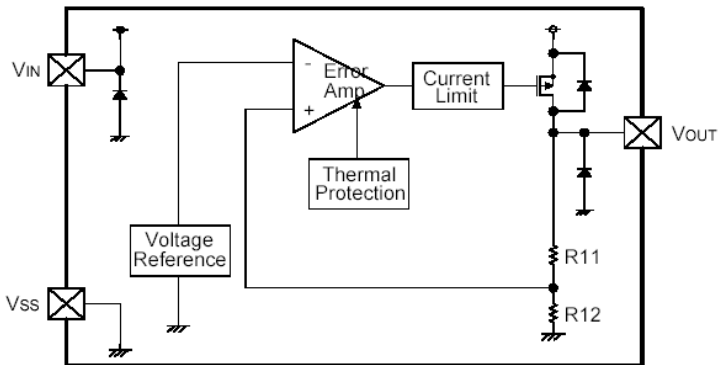 VIN
-
Error
Amp
+
Current
Limit
VOUT
Thermal
Protection
Voltage
Reference
R11
VSS
R12